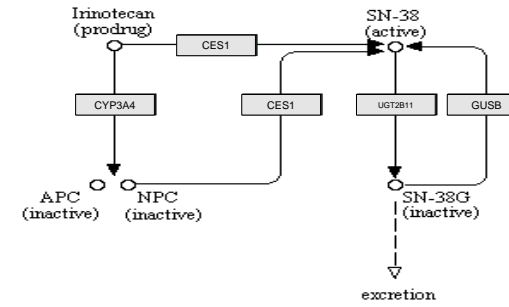 Irinotecan
(prodrug)
SN-38
(active)
CES1
CYP3A4
CES1
UGT2B11
GUSB
APC
(inactive)
NPC
(inactive)
SN-38G
(inactive)
excretion